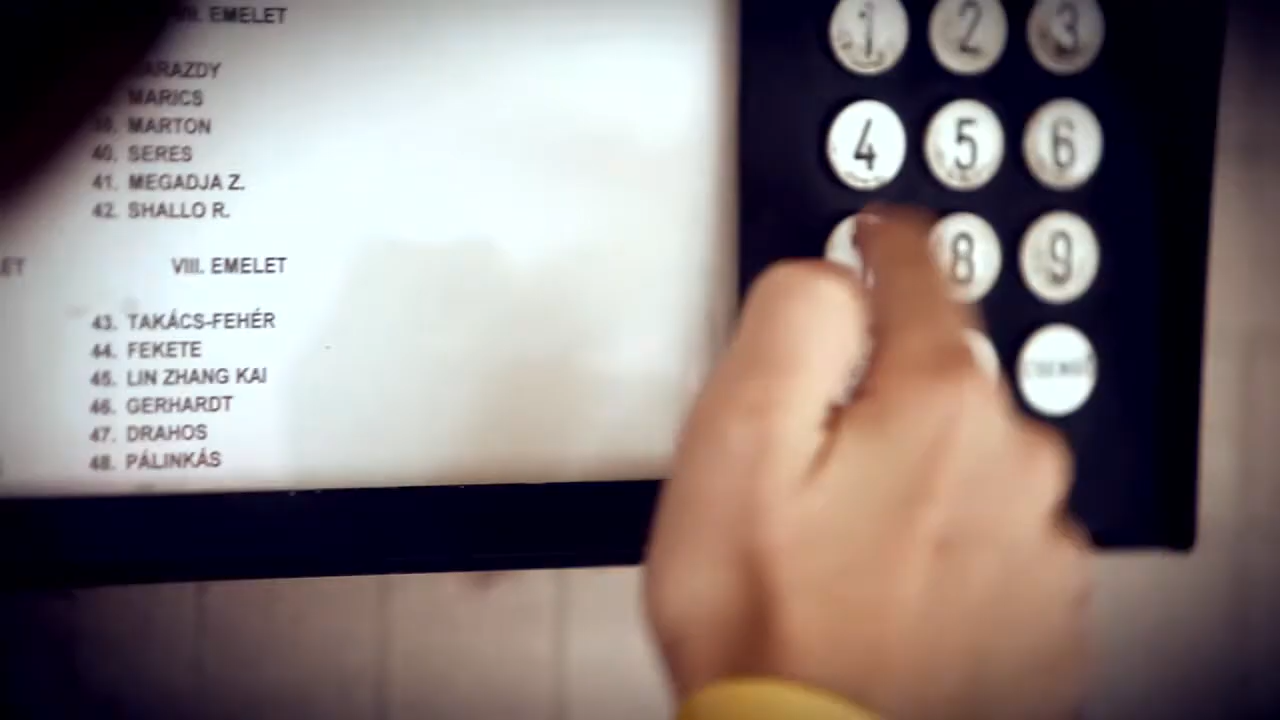 EMELET
MARICS
39. MARTON
40. SERES
41. MEGADJA Z.
42. SHALLO R.
VIII. EMELET
43. TAKÁCS-FEHÉR
44. FEKETE
45. LIN ZHANG KAI
46. GERHARDT
47. DRAHOS
48. PÁLINKÁS
1 2 3
4 5 6
8 9